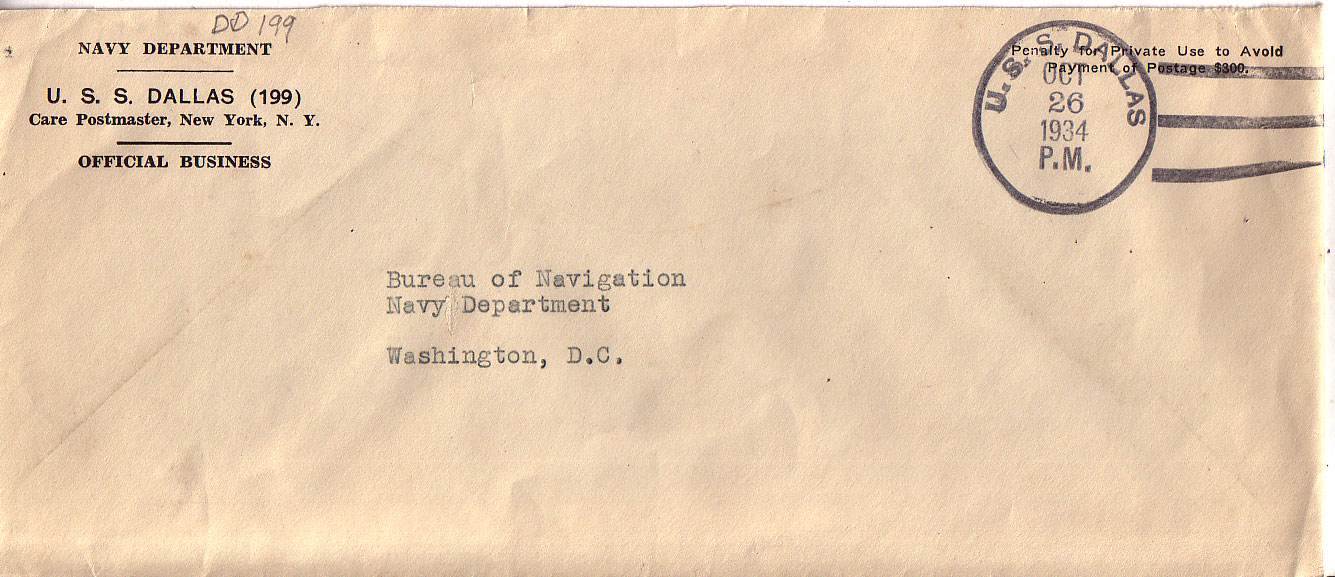 DD 199
NAVY DEPARTMENT
U. S. S. DALLAS (199)
Care Postmaster, New York, N. Y.
OFFICIAL BUSINESS
Penalty for Private Use to Avoid
Payment of Postage $300.
U. S. S. DALLAS
OCT
26
1934
P.M.
Bureau of Navigation
Navy Department
Washington, D.C.